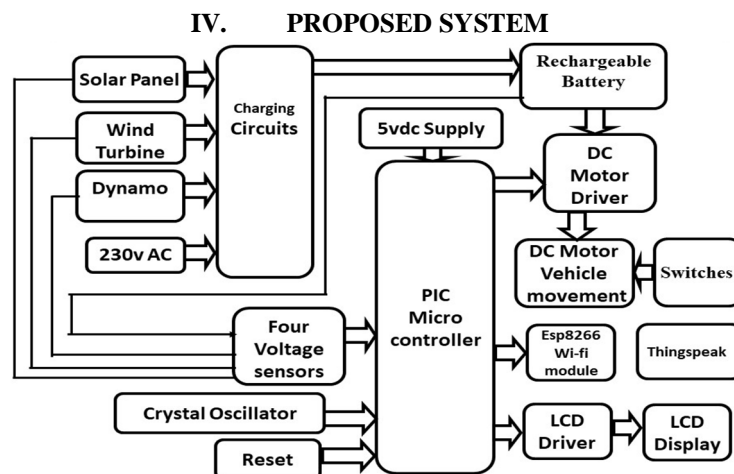 IV. PROPOSED SYSTEM
Solar Panel
Wind
Turbine
Dynamo
230v AC
Charging
Circuits
Rechargeable
Battery
5vdc Supply
DC
Motor
Driver
DC Motor
Vehicle
movement
Switches
PIC
Micro
controller
Four
Voltage
sensors
Esp8266
Wi-fi
module
Thingspeak
Crystal Oscillator
Reset
LCD
Driver
LCD
Display